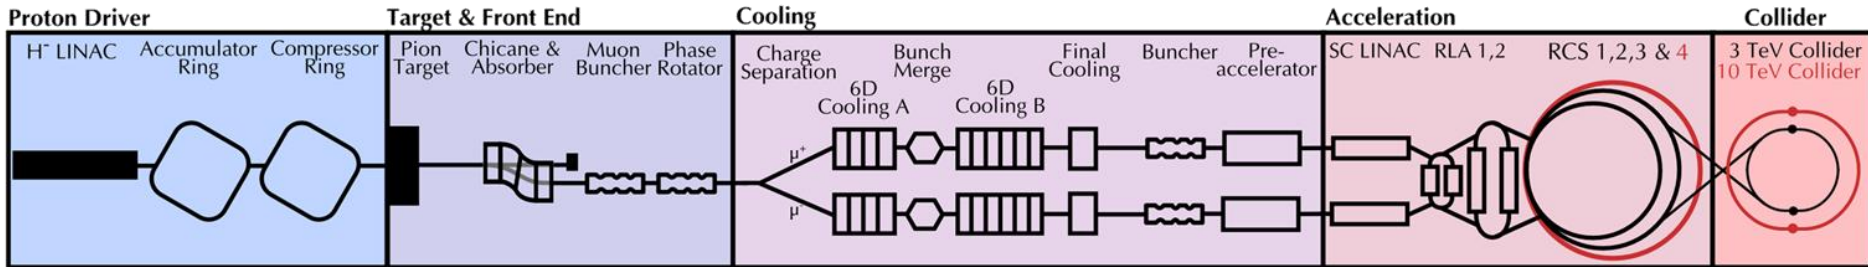 Proton Driver
Target & Front End
Cooling
Acceleration
Collider
H⁻ LINAC
Accumulator
Ring
Compressor
Ring
Pion
Target
Chicane &
Absorber
Muon
Buncher
Phase
Rotator
Charge
Separation
6D
Cooling A
Bunch
Merge
6D
Cooling B
Final
Cooling
Buncher
Pre-
accelerator
SC LINAC
RLA 1,2
RCS 1,2,3 & 4
3 TeV Collider
10 TeV Collider
μ⁺
μ⁻